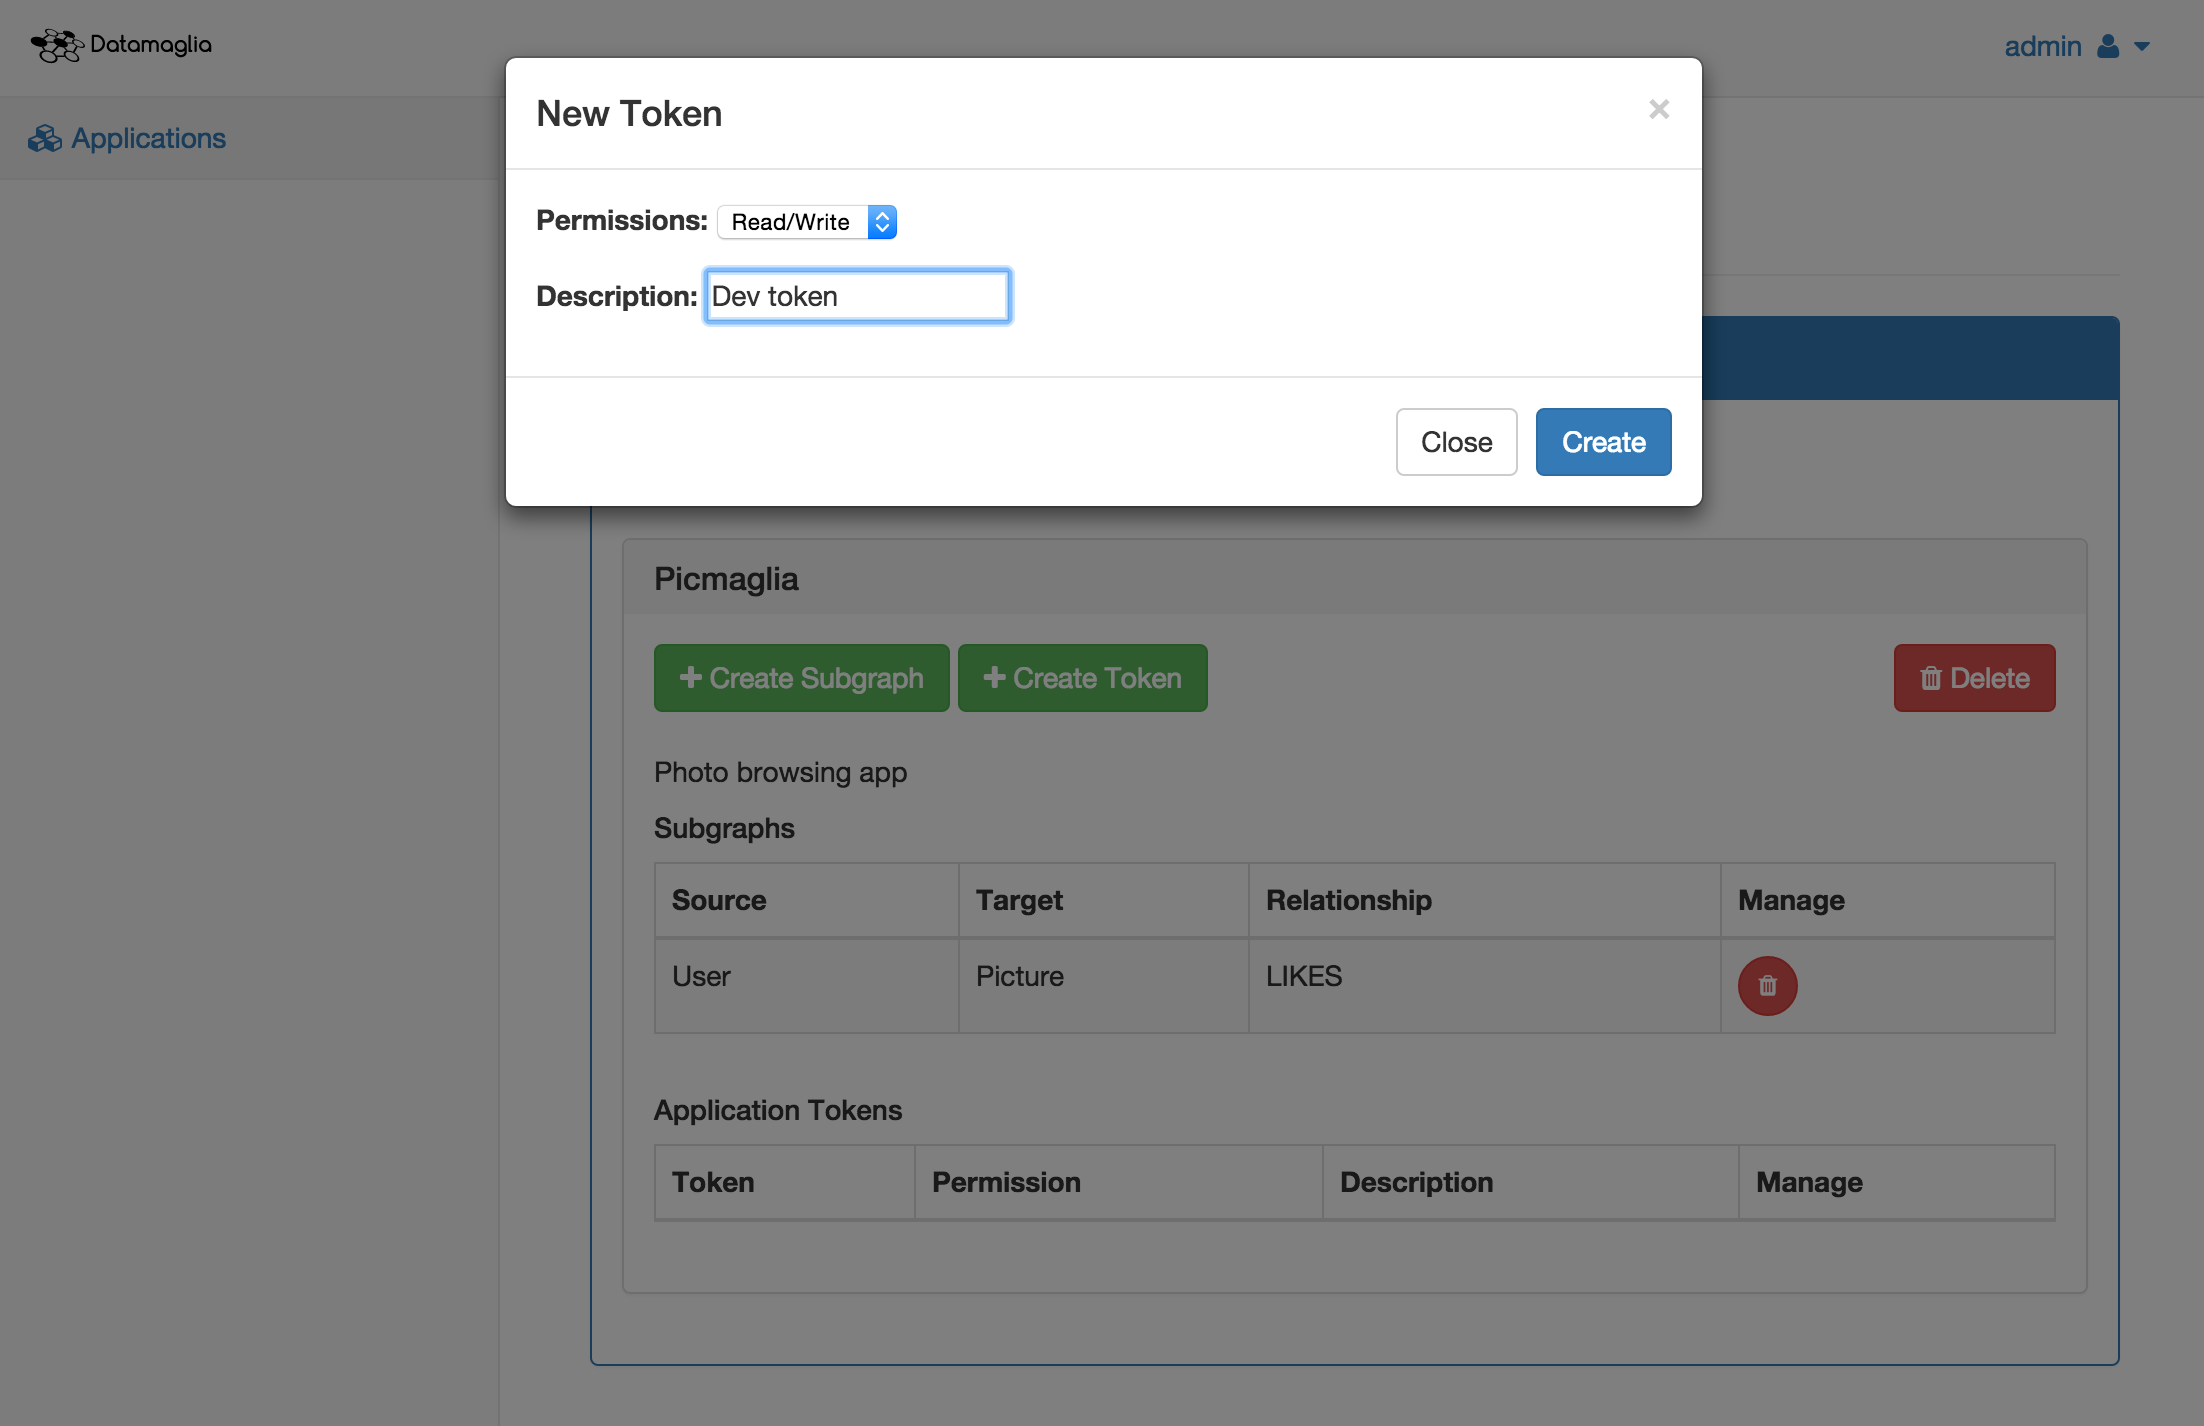 Datamaglia
admin
Applications
New Token
×
Permissions: Read/Write
Description: Dev token
Close Create
Picmaglia
Create Subgraph Create Token Delete
Photo browsing app
Subgraphs
Source Target Relationship Manage
User Picture LIKES
Application Tokens
Token Permission Description Manage